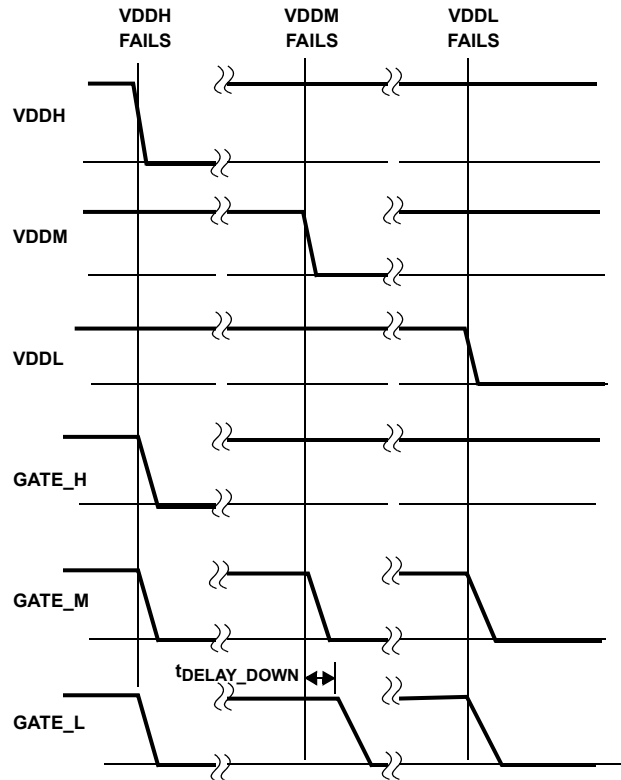 VDDH
FAILS
VDDM
FAILS
VDDL
FAILS
VDDH
VDDM
VDDL
GATE_H
GATE_M
tDELAY_DOWN
GATE_L